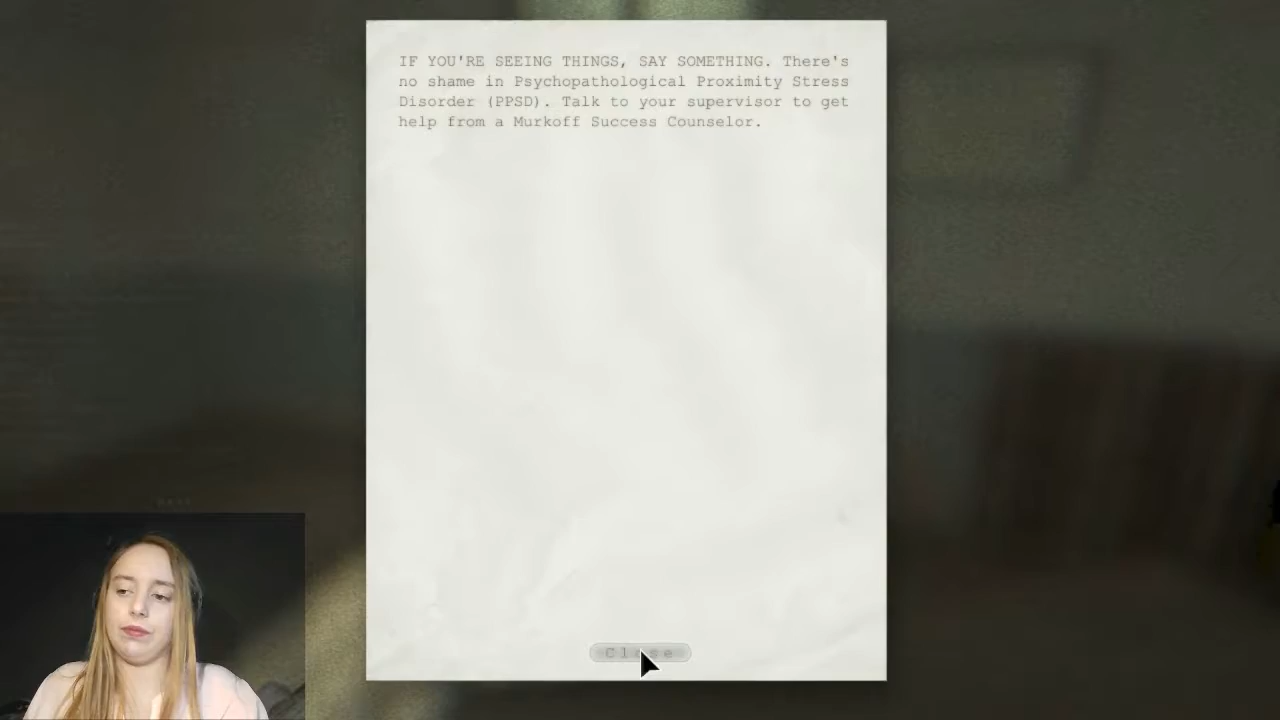 IF YOU'RE SEEING THINGS, SAY SOMETHING. There's
no shame in Psychopathological Proximity Stress
Disorder (PPSD). Talk to your supervisor to get
help from a Murkoff Success Counselor.
Close